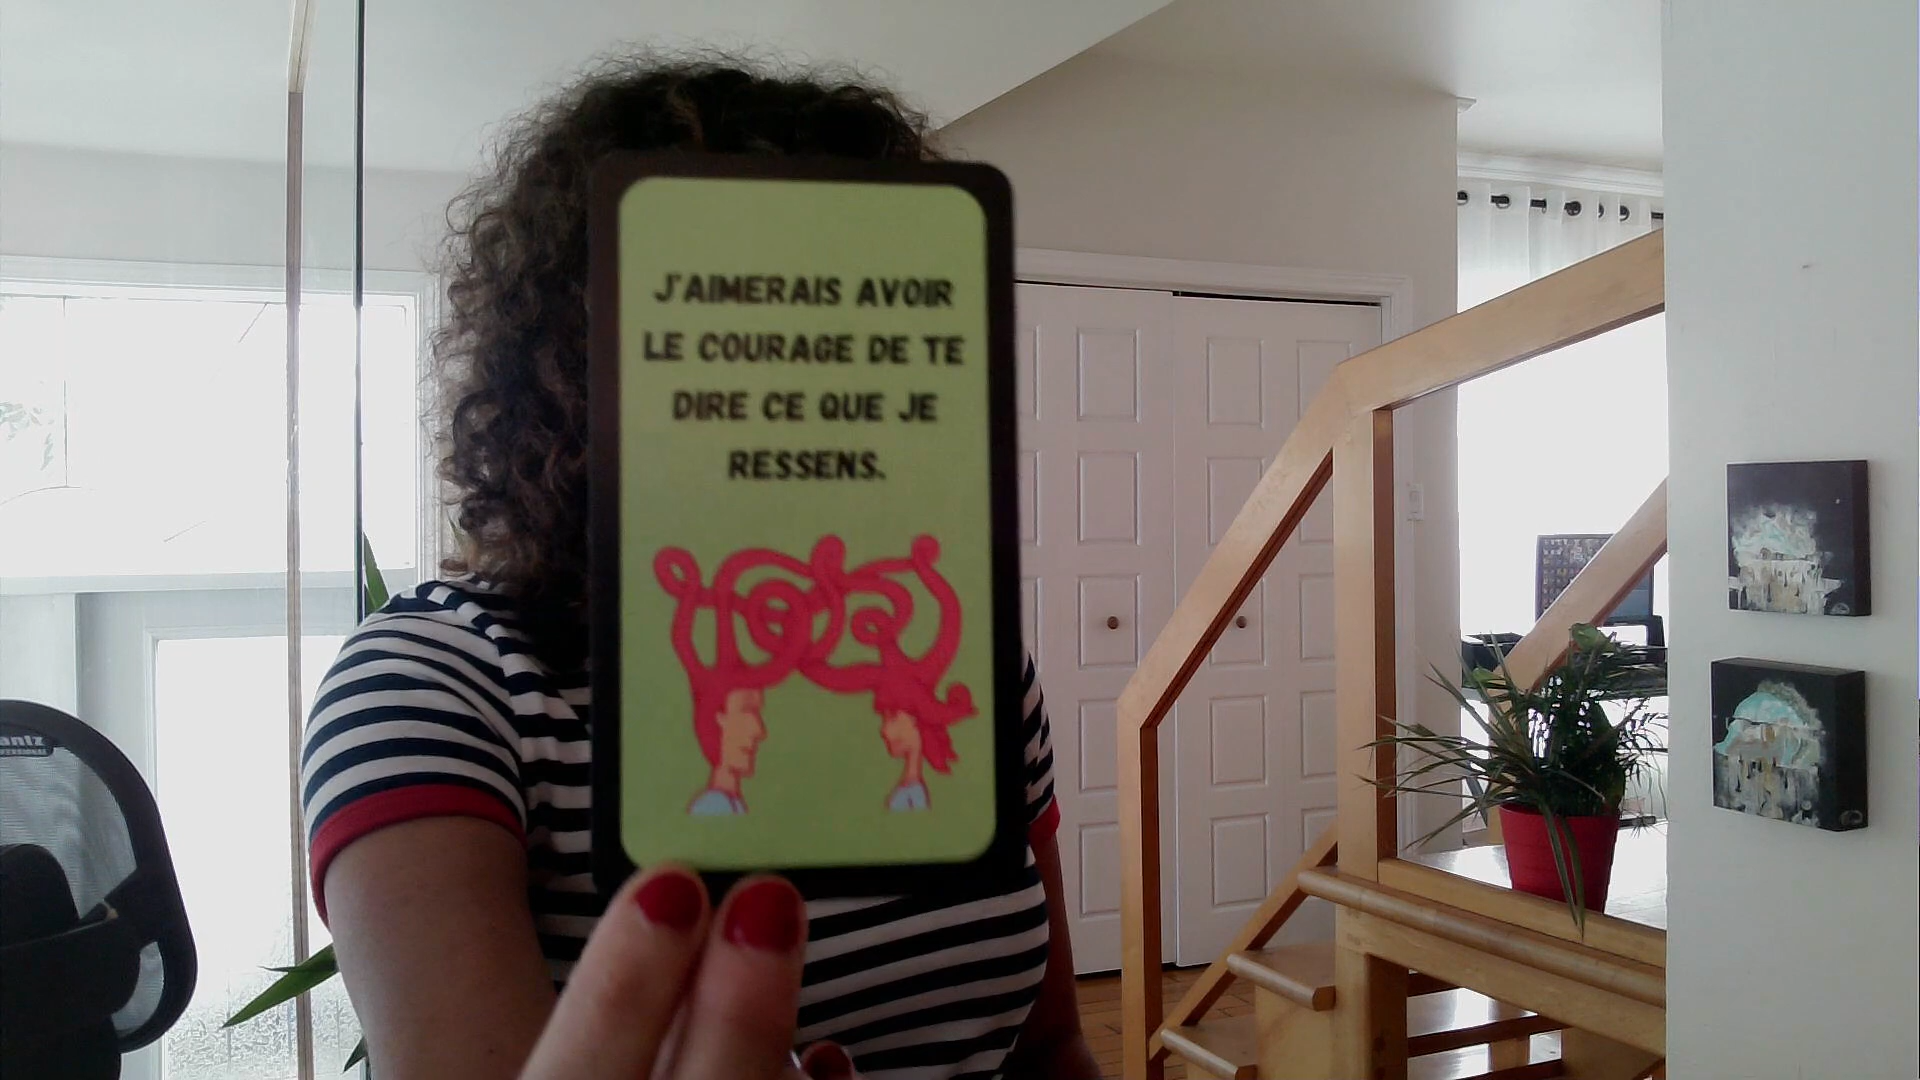 J'AIMERAIS AVOIR
LE COURAGE DE TE
DIRE CE QUE JE
RESSENS.